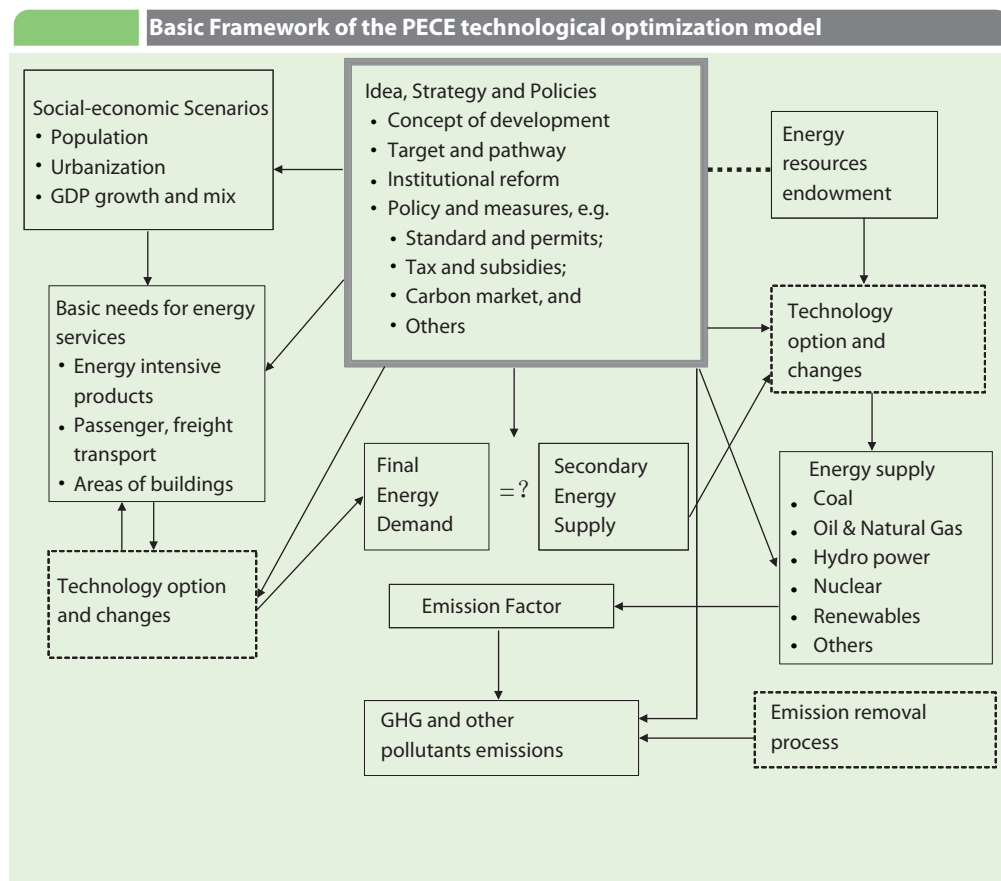 Basic Framework of the PECE technological optimization model
Social-economic Scenarios
• Population
• Urbanization
• GDP growth and mix
Idea, Strategy and Policies
• Concept of development
• Target and pathway
• Institutional reform
• Policy and measures, e.g.
• Standard and permits;
• Tax and subsidies;
• Carbon market, and
• Others
Energy
resources
endowment
Basic needs for energy
services
• Energy intensive
products
• Passenger, freight
transport
• Areas of buildings
Technology
option and
changes
Final
Energy
Demand
=?
Secondary
Energy
Supply
Energy supply
• Coal
• Oil & Natural Gas
• Hydro power
• Nuclear
• Renewables
• Others
Technology option
and changes
Emission Factor
GHG and other
pollutants emissions
Emission removal
process